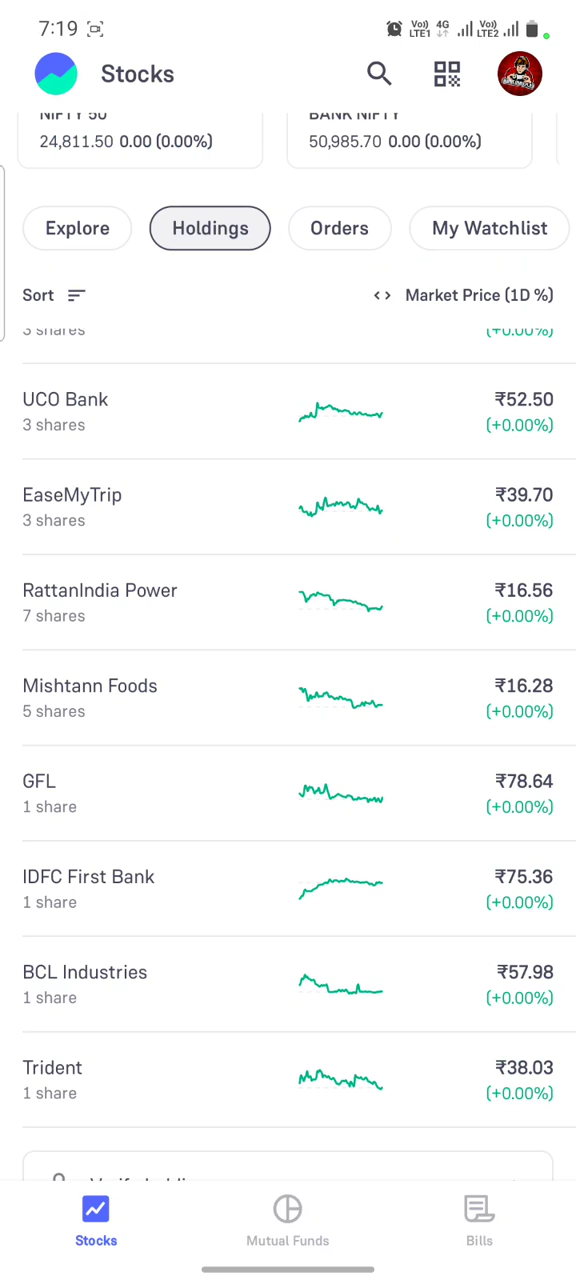 7:19
Vo)) LTE1 4G Vo)) LTE2
Stocks
NIFTY 50 BANK NIFTY
24,811.50 0.00 (0.00%) 50,985.70 0.00 (0.00%)
Explore Holdings Orders My Watchlist
Sort <> Market Price (1D %)
3 shares (+0.00%)
UCO Bank ₹52.50
3 shares (+0.00%)
EaseMyTrip ₹39.70
3 shares (+0.00%)
RattanIndia Power ₹16.56
7 shares (+0.00%)
Mishtann Foods ₹16.28
5 shares (+0.00%)
GFL ₹78.64
1 share (+0.00%)
IDFC First Bank ₹75.36
1 share (+0.00%)
BCL Industries ₹57.98
1 share (+0.00%)
Trident ₹38.03
1 share (+0.00%)
Stocks Mutual Funds Bills